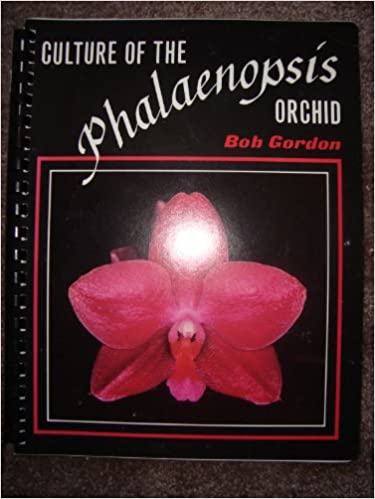 CULTURE OF THE
Phalaenopsis
ORCHID
Bob Gordon